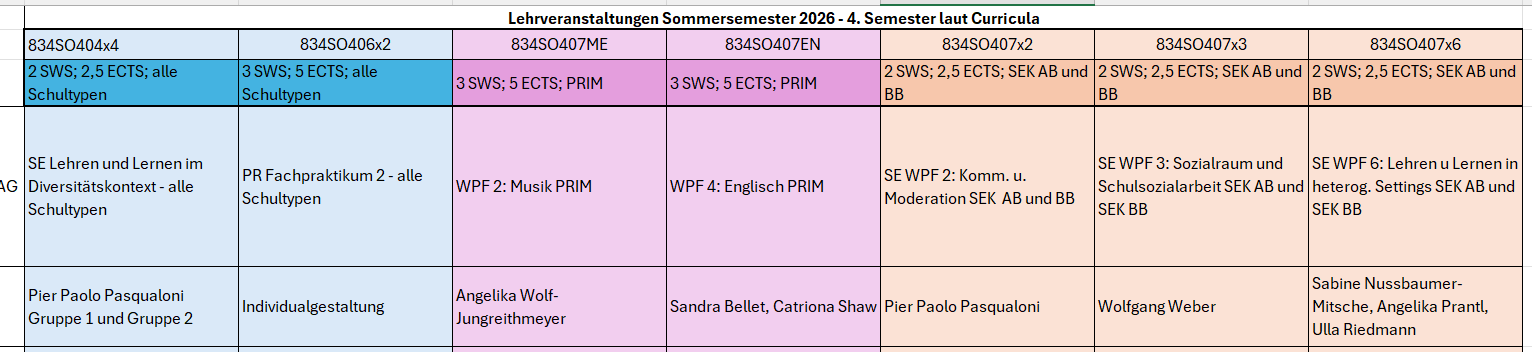 Lehrveranstaltungen Sommersemester 2026 - 4. Semester laut Curricula
834SO404x4 834SO406x2 834SO407ME 834SO407EN 834SO407x2 834SO407x3 834SO407x6
2 SWS; 2,5 ECTS; alle
Schultypen
3 SWS; 5 ECTS; alle
Schultypen
3 SWS; 5 ECTS; PRIM
3 SWS; 5 ECTS; PRIM
2 SWS; 2,5 ECTS; SEK AB und
BB
2 SWS; 2,5 ECTS; SEK AB und
BB
2 SWS; 2,5 ECTS; SEK AB und
BB
AG
SE Lehren und Lernen im
Diversitätskontext - alle
Schultypen
PR Fachpraktikum 2 - alle
Schultypen
WPF 2: Musik PRIM
WPF 4: Englisch PRIM
SE WPF 2: Komm. u.
Moderation SEK AB und BB
SE WPF 3: Sozialraum und
Schulsozialarbeit SEK AB und
SEK BB
SE WPF 6: Lehren u Lernen in
heterog. Settings SEK AB und
SEK BB
Pier Paolo Pasqualoni
Gruppe 1 und Gruppe 2
Individualgestaltung
Angelika Wolf-
Jungreithmeyer
Sandra Bellet, Catriona Shaw
Pier Paolo Pasqualoni
Wolfgang Weber
Sabine Nussbaumer-
Mitsche, Angelika Prantl,
Ulla Riedmann